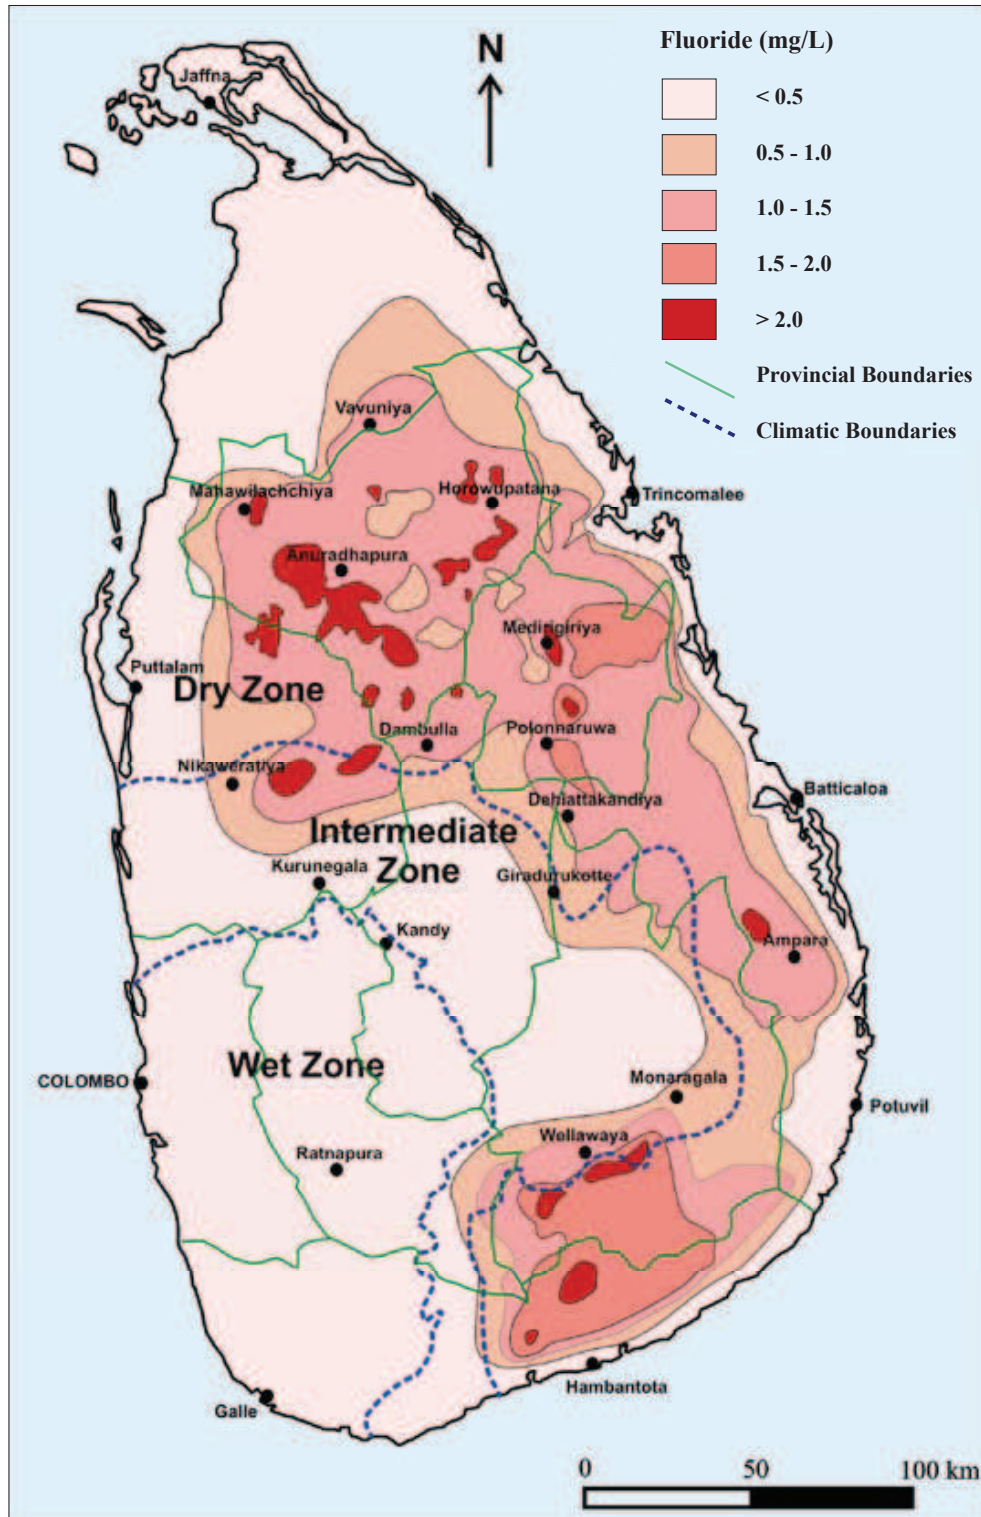 N
Fluoride (mg/L)
< 0.5
0.5 - 1.0
1.0 - 1.5
1.5 - 2.0
> 2.0
Provincial Boundaries
Climatic Boundaries
Jaffna
Vavuniya
Mahawilachchiya
Horowupatana
Trincomalee
Anuradhapura
Medirigiriya
Puttalam
Dry Zone
Dambulla
Polonnaruwa
Nikaweratiya
Batticaloa
Dehiattakandiya
Intermediate
Zone
Kurunegala
Giradurukotte
Kandy
Ampara
Wet Zone
COLOMBO
Monaragala
Potuvil
Wellawaya
Ratnapura
Hambantota
Galle
0 50 100 km